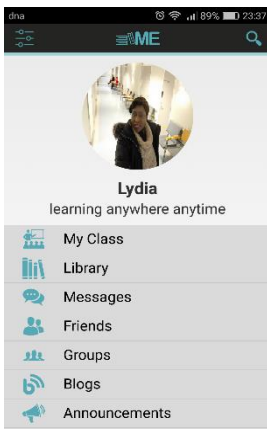 dna 89% 23:37
ME
Lydia
learning anywhere anytime
My Class
Library
Messages
Friends
Groups
Blogs
Announcements